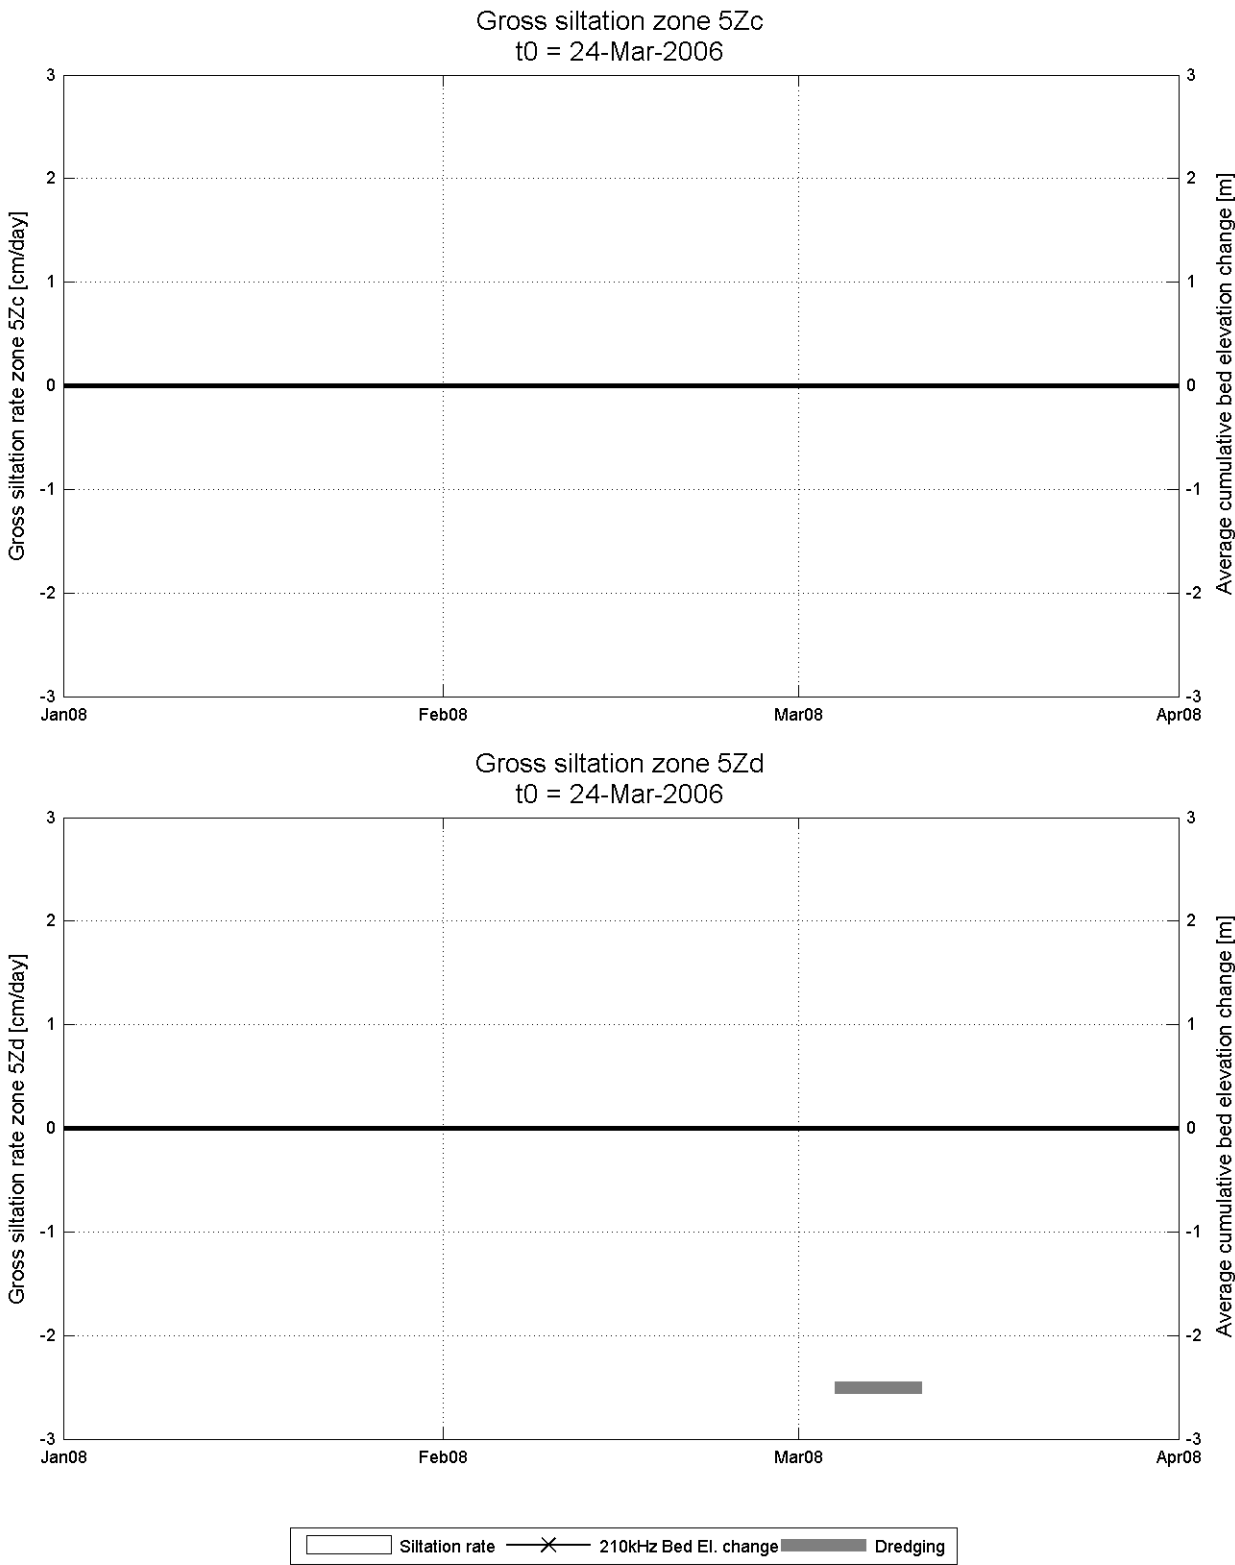 Gross siltation zone 5Zc
t0 = 24-Mar-2006
Gross siltation rate zone 5Zc [cm/day]
3
2
1
0
-1
-2
-3
3
2
1
0
-1
-2
-3
Average cumulative bed elevation change [m]
Jan08 Feb08 Mar08 Apr08
Gross siltation zone 5Zd
t0 = 24-Mar-2006
Gross siltation rate zone 5Zd [cm/day]
3
2
1
0
-1
-2
-3
3
2
1
0
-1
-2
-3
Average cumulative bed elevation change [m]
Jan08 Feb08 Mar08 Apr08
Siltation rate 210kHz Bed El. change Dredging